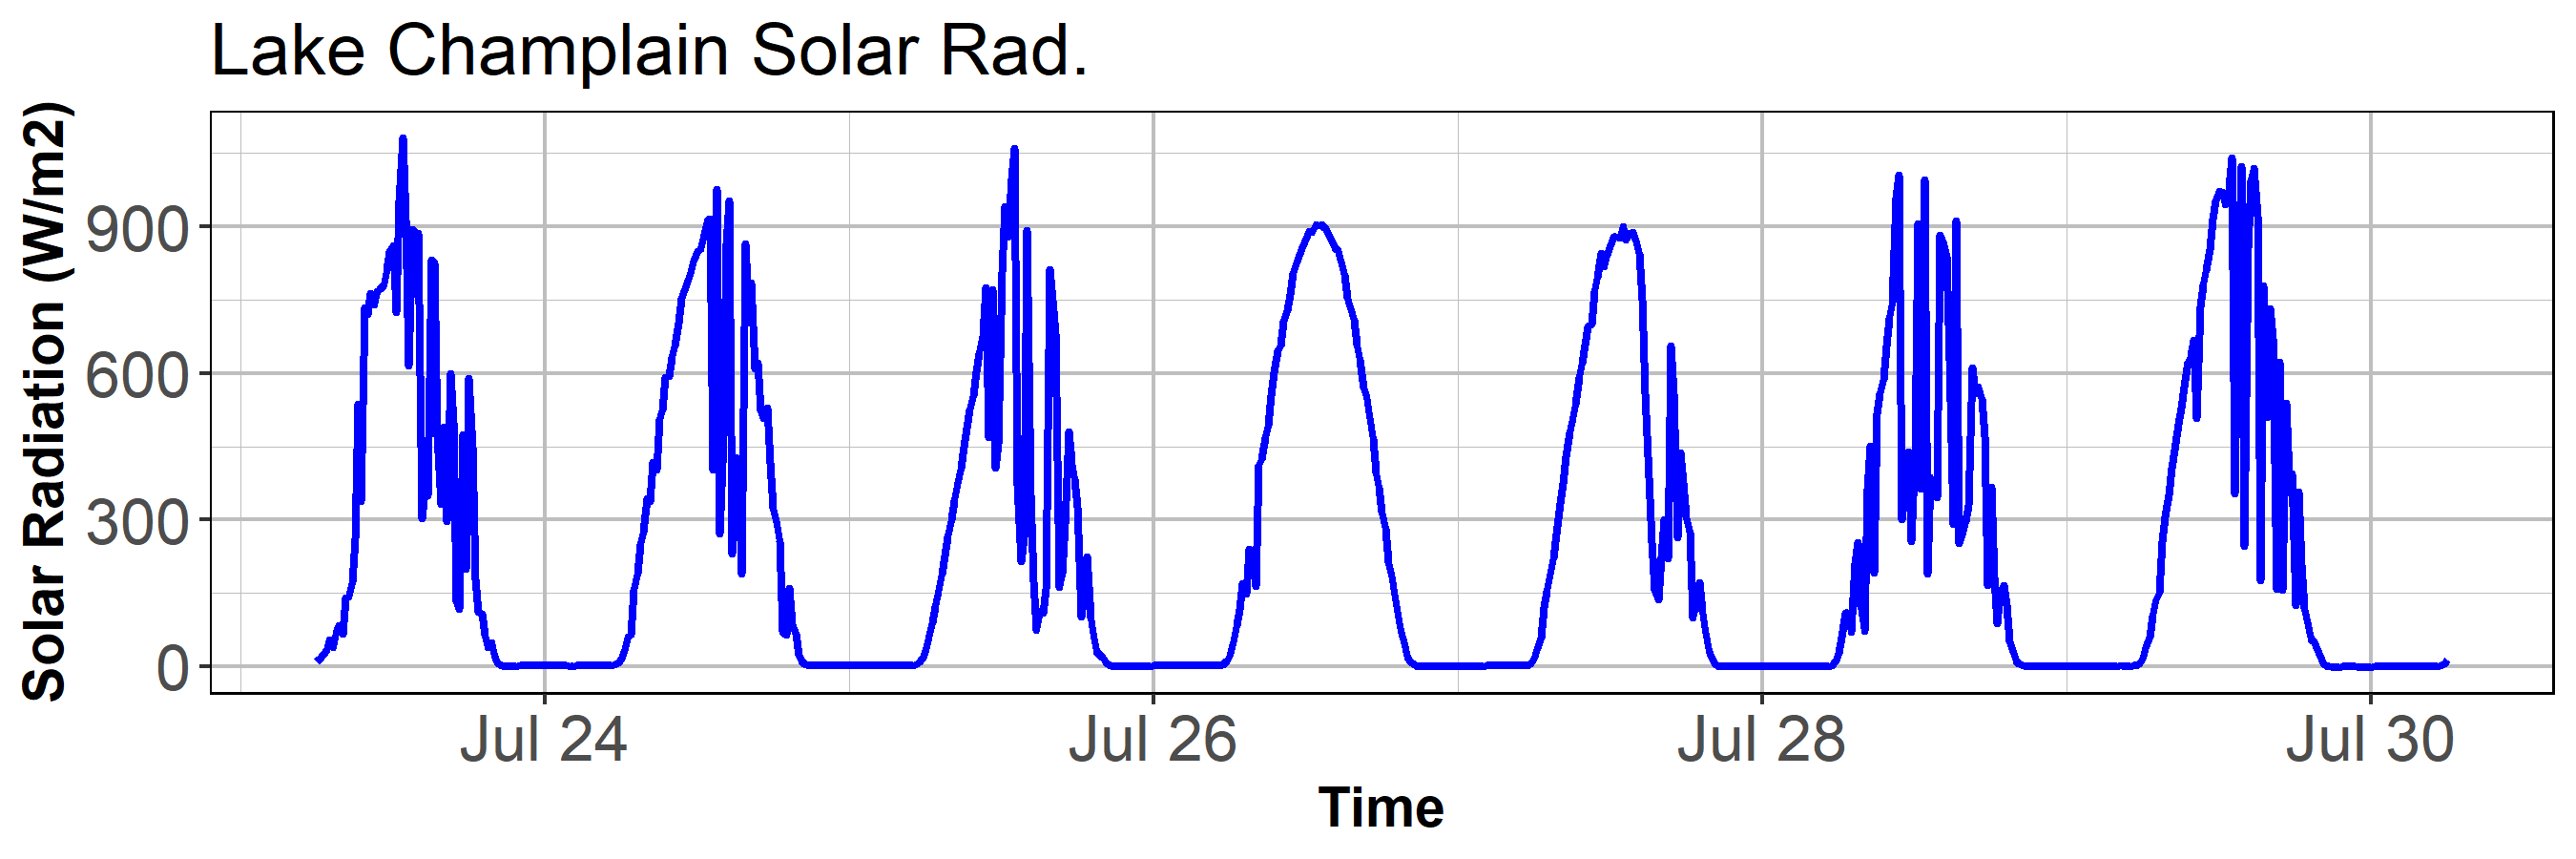 Lake Champlain Solar Rad.
Solar Radiation (W/m2)
900
600
300
0
Jul 24 Jul 26 Jul 28 Jul 30
Time